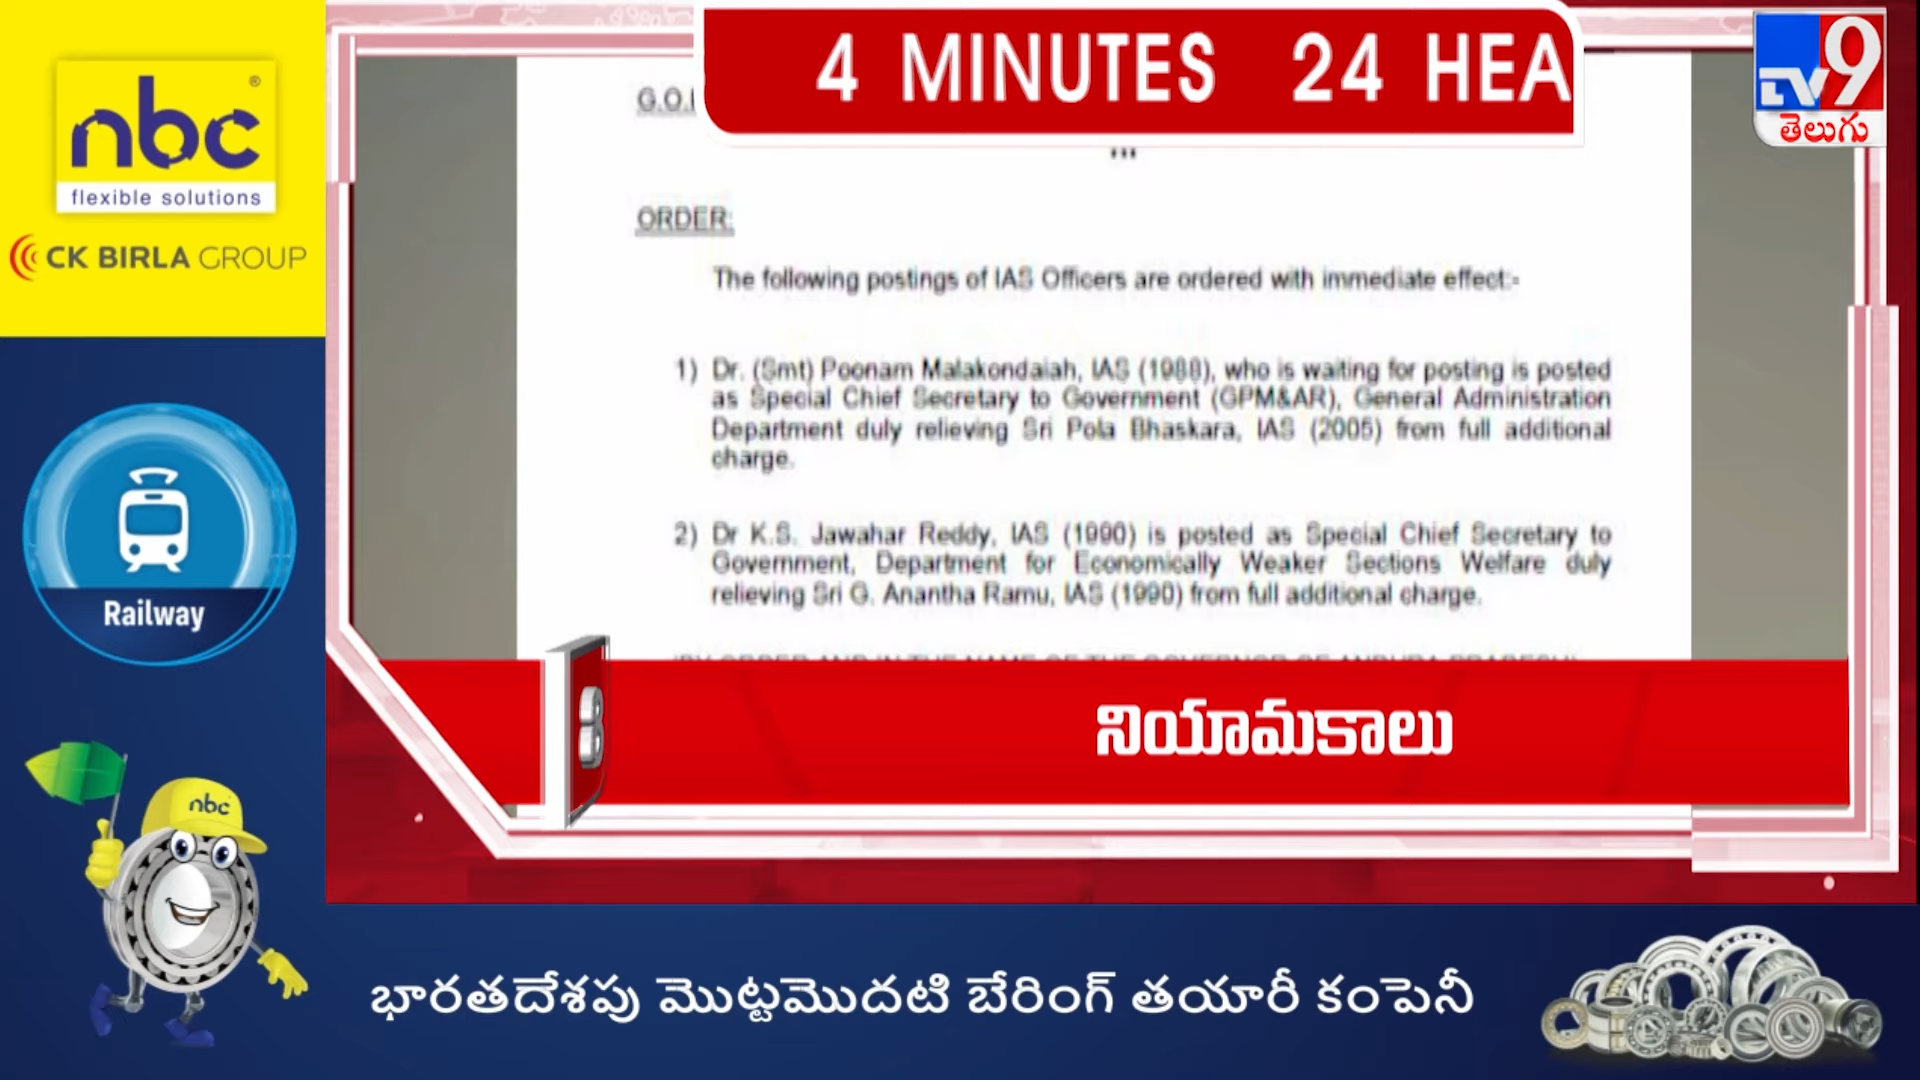 nbc
®
flexible solutions
CK BIRLA GROUP
Railway
nbc
4 MINUTES 24 HEA
TV9
తెలుగు
G.O.
***
ORDER:
The following postings of IAS Officers are ordered with immediate effect:-
1) Dr. (Smt) Poonam Malakondaiah, IAS (1988), who is waiting for posting is posted
as Special Chief Secretary to Government (GPM&AR), General Administration
Department duly relieving Sri Pola Bhaskara, IAS (2005) from full additional
charge.
2) Dr K.S. Jawahar Reddy, IAS (1990) is posted as Special Chief Secretary to
Government, Department for Economically Weaker Sections Welfare duly
relieving Sri G. Anantha Ramu, IAS (1990) from full additional charge.
8
నియామకాలు
భారతదేశపు మొట్టమొదటి బేరింగ్ తయారీ కంపెనీ